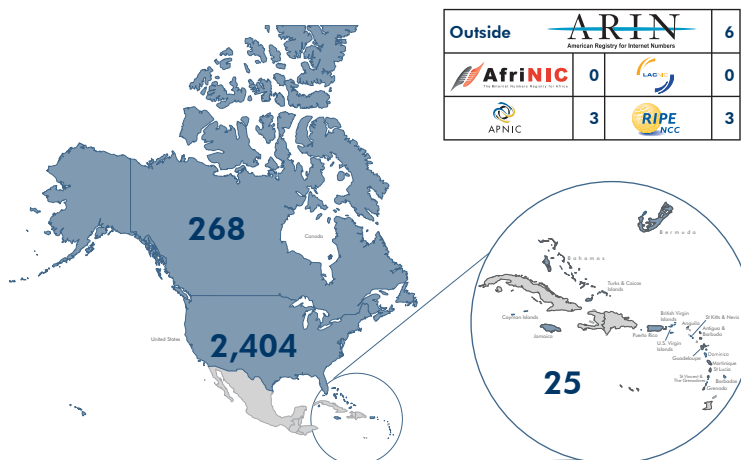 Outside
ARIN
American Registry for Internet Numbers
6
AfriNIC
The Internet Numbers Registry for Africa
0
LACNIC
0
APNIC
3
RIPE
NCC
3
268
Canada
United States
2,404
Bermuda
Bahamas
Turks & Caicos
Islands
Cayman Islands
Jamaica
Puerto Rico
British Virgin
Islands
U.S. Virgin
Islands
Anguilla
St Kitts & Nevis
Antigua &
Barbuda
Guadeloupe
Dominica
Martinique
St Lucia
St Vincent &
The Grenadines
Barbados
Grenada
25